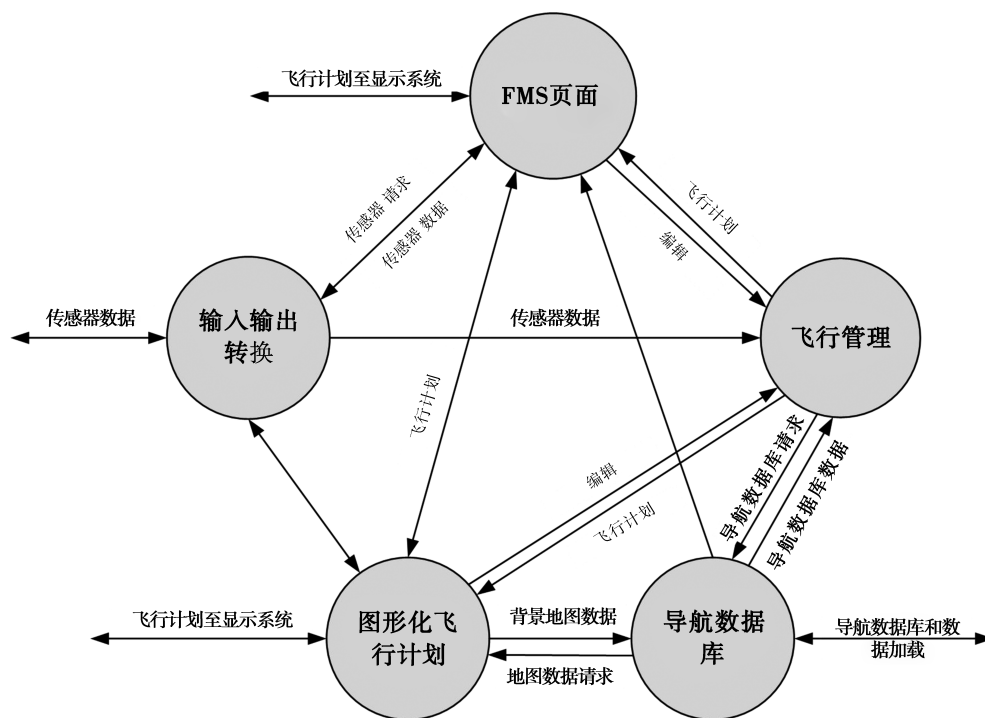 飞行计划至显示系统
FMS页面
传感器 请求
传感器 数据
飞行计划
编辑
传感器数据
输入输出
转换
传感器数据
飞行管理
飞行计划
编辑
飞行计划
导航数据库请求
导航数据库数据
飞行计划至显示系统
图形化飞
行计划
背景地图数据
地图数据请求
导航数据
库
导航数据库和数
据加载